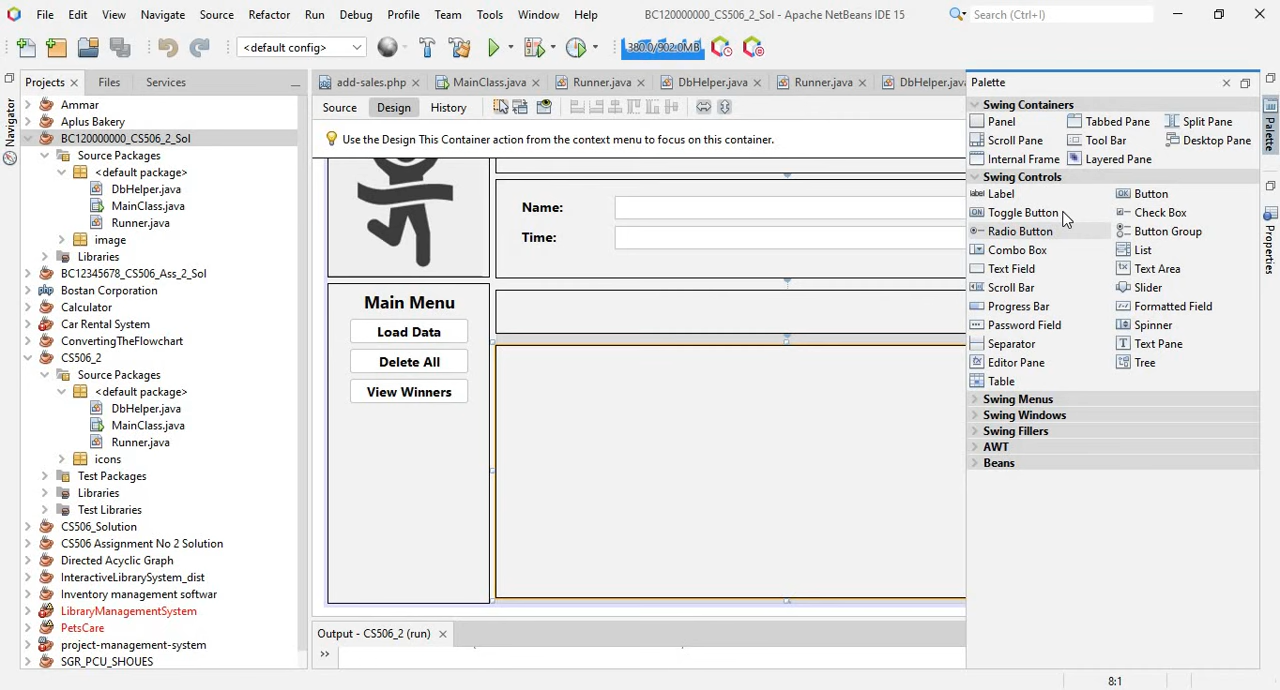 File Edit View Navigate Source Refactor Run Debug Profile Team Tools Window Help BC120000000_CS506_2_Sol - Apache NetBeans IDE 15 Search (Ctrl+I)
<default config> 380.0/902.0MB
Projects Files Services
add-sales.php MainClass.java Runner.java DbHelper.java Runner.java DbHelper.java
Palette
Source Design History
Use the Design This Container action from the context menu to focus on this container.
Navigator
Ammar
Aplus Bakery
BC120000000_CS506_2_Sol
Source Packages
<default package>
DbHelper.java
MainClass.java
Runner.java
image
Libraries
BC12345678_CS506_Ass_2_Sol
Bostan Corporation
Calculator
Car Rental System
ConvertingTheFlowchart
CS506_2
Source Packages
<default package>
DbHelper.java
MainClass.java
Runner.java
icons
Test Packages
Libraries
Test Libraries
CS506_Solution
CS506 Assignment No 2 Solution
Directed Acyclic Graph
InteractiveLibrarySystem_dist
Inventory management softwar
LibraryManagementSystem
PetsCare
project-management-system
SGR_PCU_SHOUES
Name:
Time:
Main Menu
Load Data
Delete All
View Winners
Output - CS506_2 (run)
Swing Containers
Panel Tabbed Pane Split Pane
Scroll Pane Tool Bar Desktop Pane
Internal Frame Layered Pane
Swing Controls
label Label OK Button
ON Toggle Button Check Box
Radio Button Button Group
Combo Box List
Text Field Text Area
Scroll Bar Slider
Progress Bar Formatted Field
Password Field Spinner
Separator Text Pane
Editor Pane Tree
Table
Swing Menus
Swing Windows
Swing Fillers
AWT
Beans
Palette
Properties
8:1